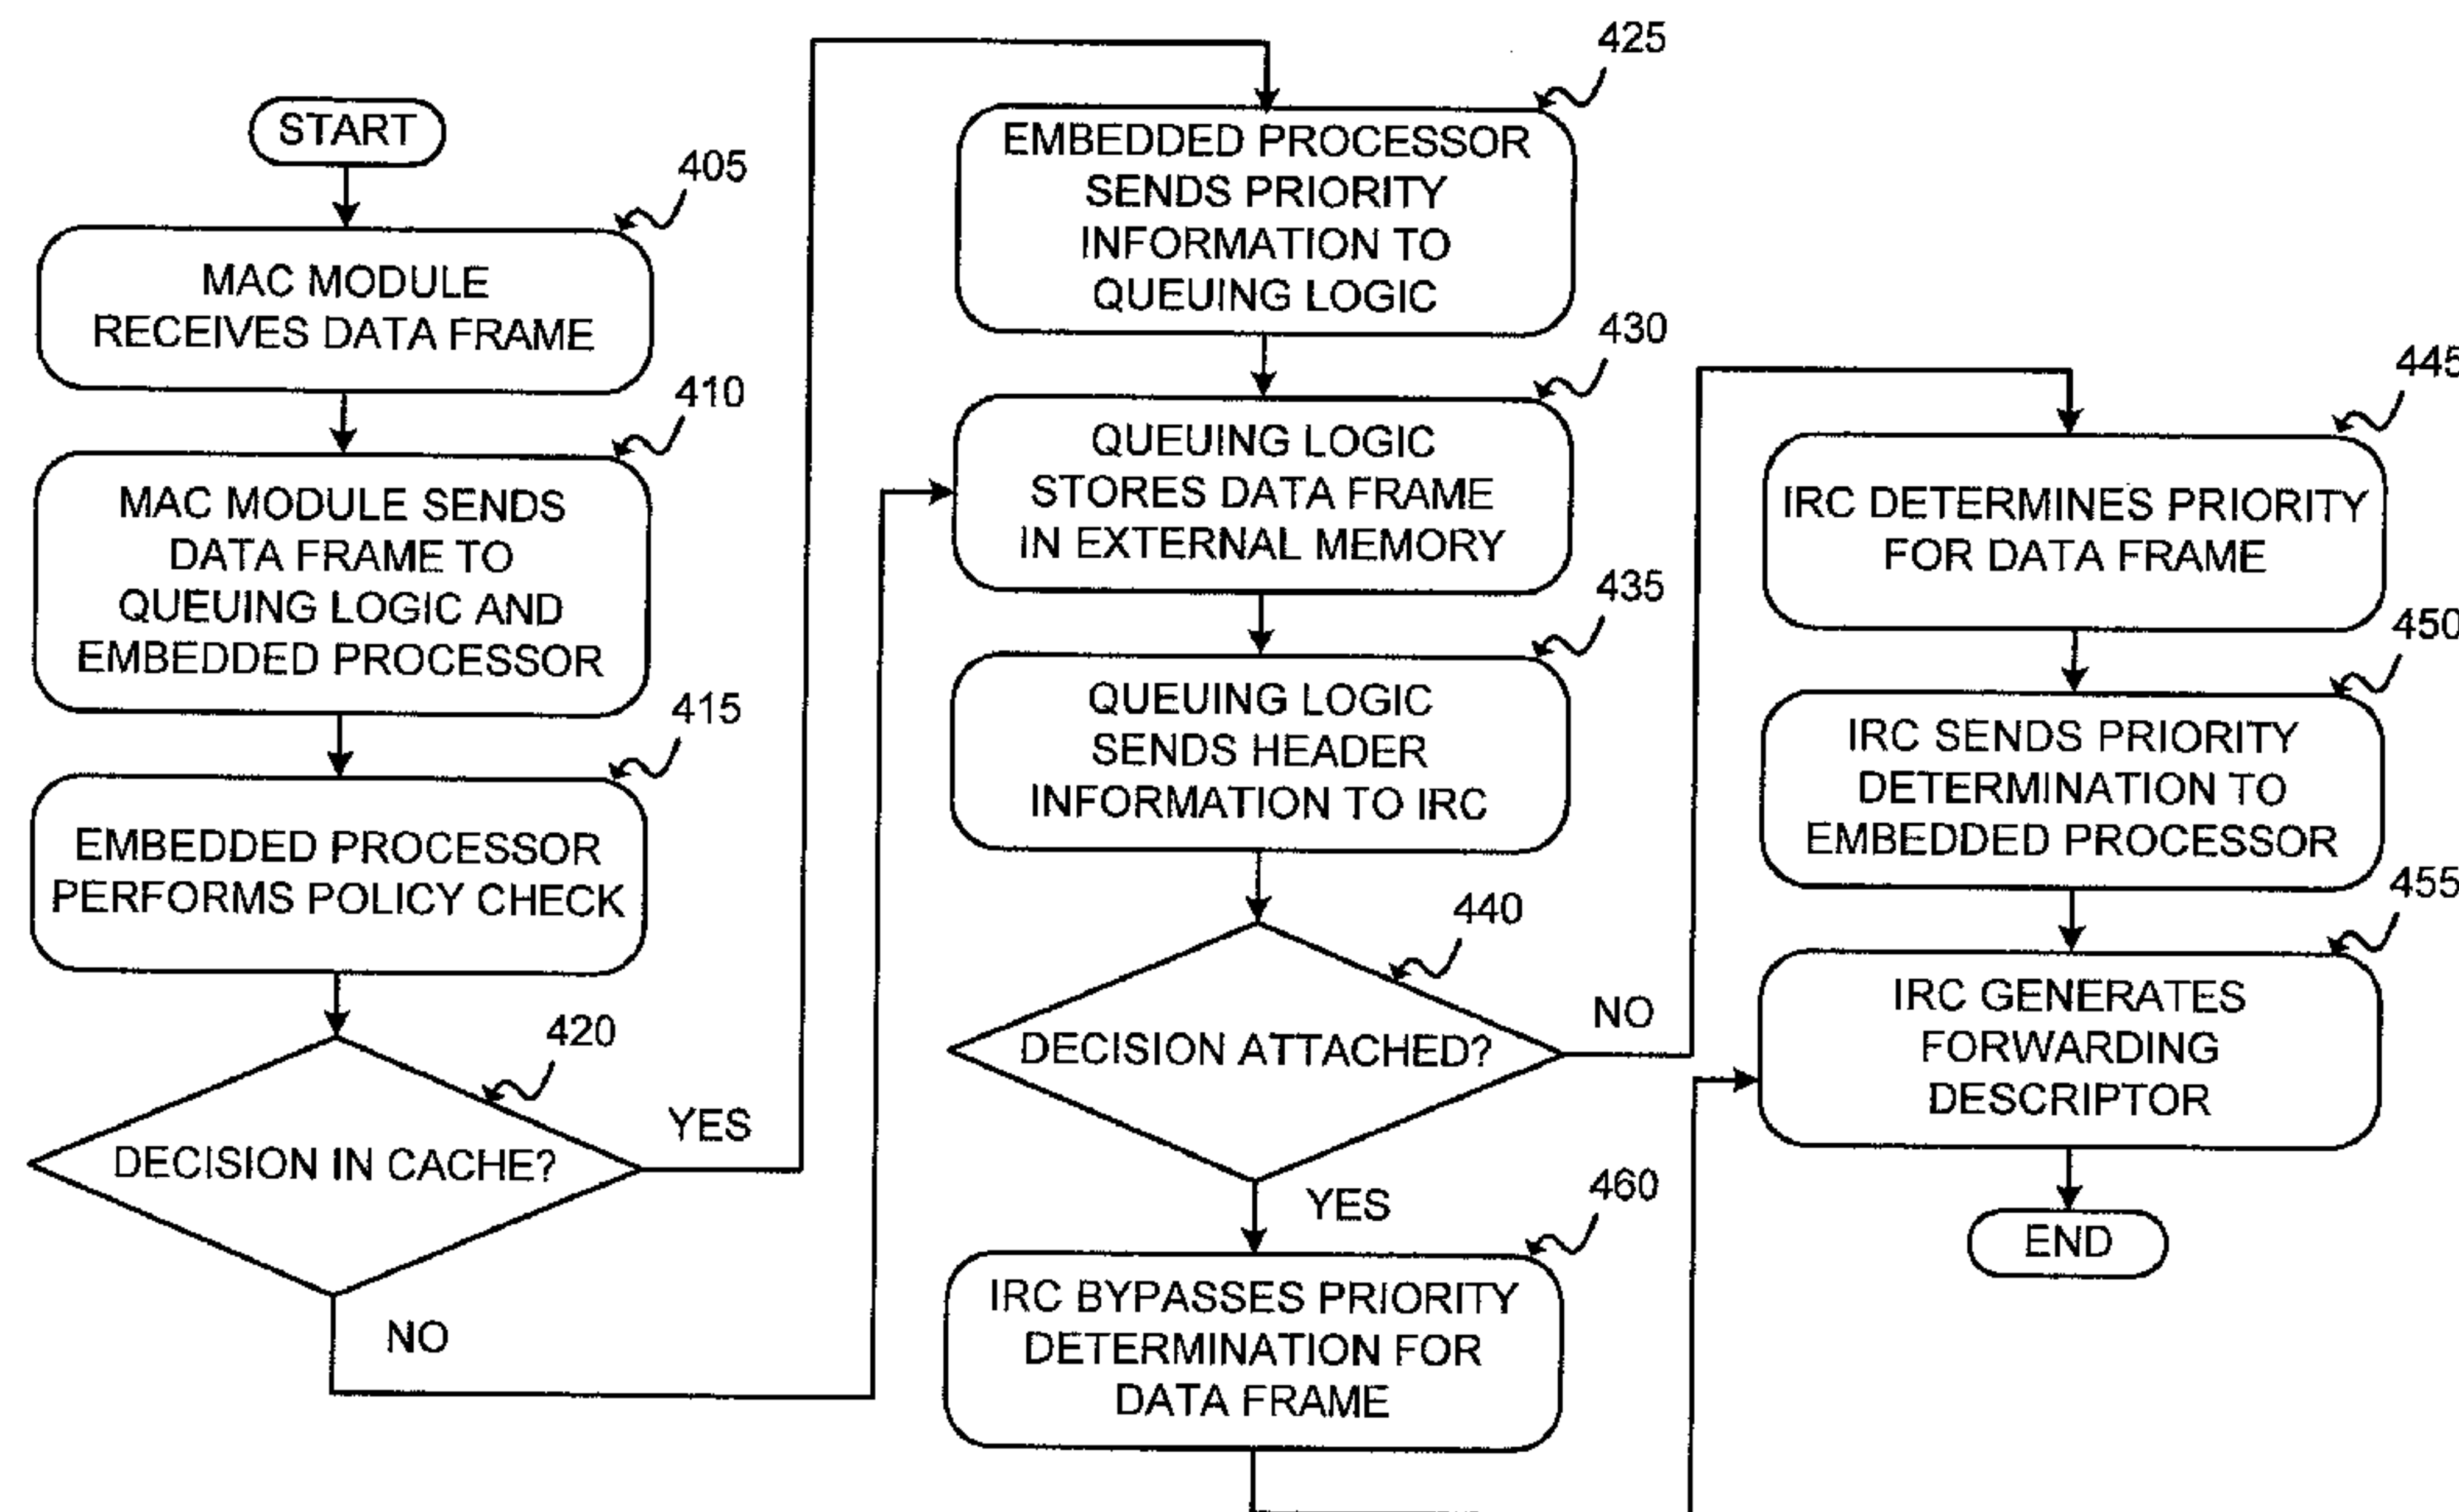 START
405
MAC MODULE
RECEIVES DATA FRAME
410
MAC MODULE SENDS
DATA FRAME TO
QUEUING LOGIC AND
EMBEDDED PROCESSOR
415
EMBEDDED PROCESSOR
PERFORMS POLICY CHECK
420
DECISION IN CACHE?
YES
NO
425
EMBEDDED PROCESSOR
SENDS PRIORITY
INFORMATION TO
QUEUING LOGIC
430
QUEUING LOGIC
STORES DATA FRAME
IN EXTERNAL MEMORY
435
QUEUING LOGIC
SENDS HEADER
INFORMATION TO IRC
440
DECISION ATTACHED?
NO
YES
460
IRC BYPASSES PRIORITY
DETERMINATION FOR
DATA FRAME
445
IRC DETERMINES PRIORITY
FOR DATA FRAME
450
IRC SENDS PRIORITY
DETERMINATION TO
EMBEDDED PROCESSOR
455
IRC GENERATES
FORWARDING
DESCRIPTOR
END